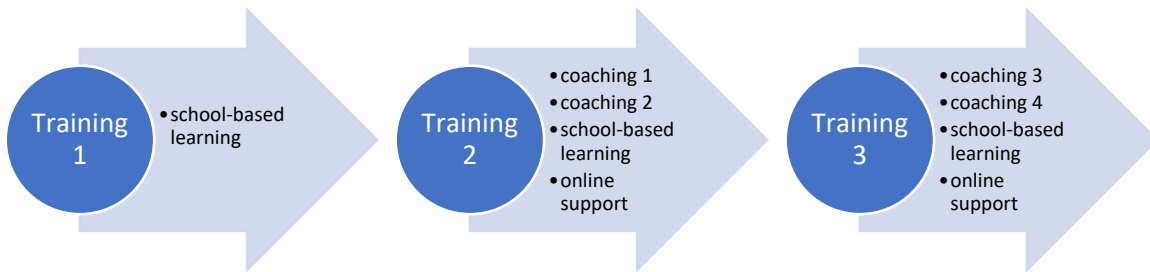 Training
1
•school-based
learning
Training
2
•coaching 1
•coaching 2
•school-based
learning
•online
support
Training
3
•coaching 3
•coaching 4
•school-based
learning
•online
support